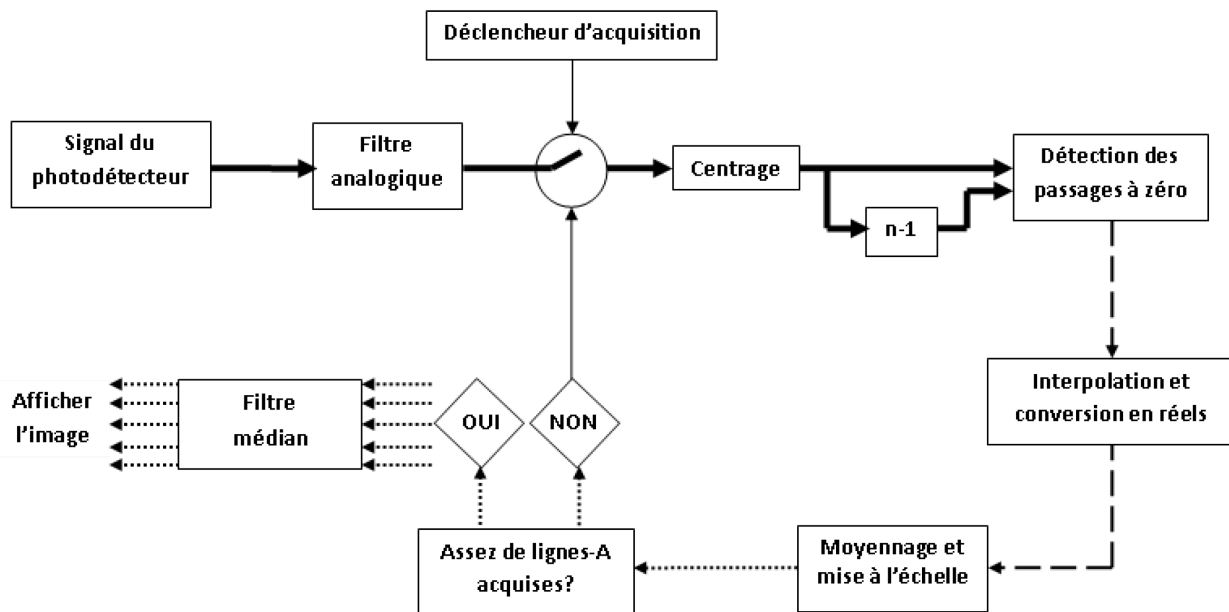 Déclencheur d'acquisition
Signal du
photodétecteur
Filtre
analogique
Centrage
Détection des
passages à zéro
n-1
Interpolation et
conversion en réels
Afficher
l'image
Filtre
médian
OUI
NON
Assez de lignes-A
acquises?
Moyennage et
mise à l'échelle